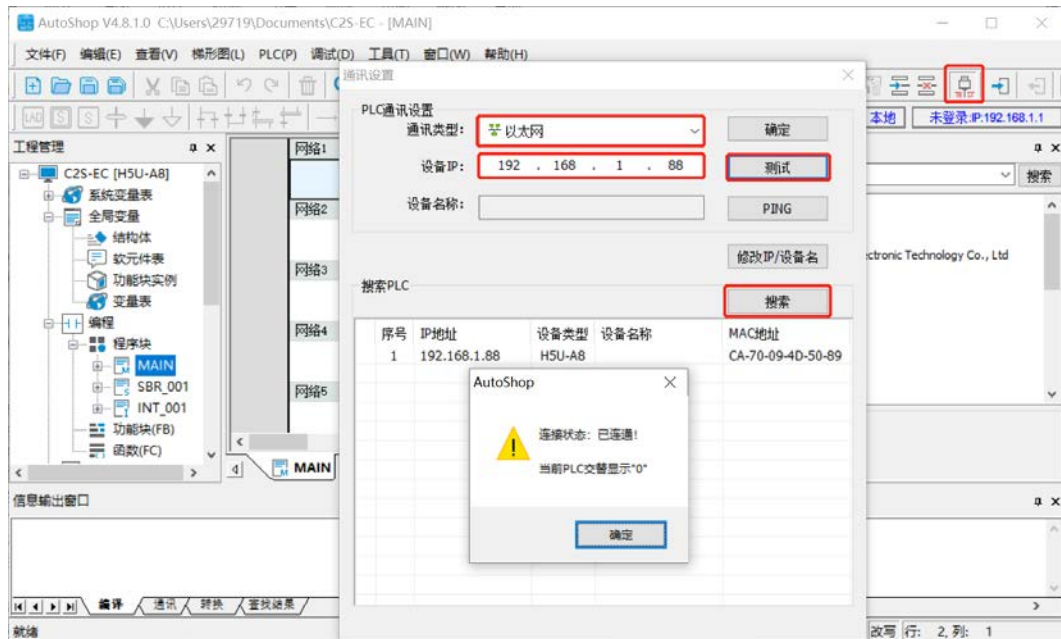 AutoShop V4.8.1.0 C:\Users\29719\Documents\C2S-EC - [MAIN]
文件(F) 编辑(E) 查看(V) 梯形图(L) PLC(P) 调试(D) 工具(T) 窗口(W) 帮助(H)
通讯设置
LAD S S
本地 未登录:IP:192.168.1.1
PLC通讯设置
通讯类型: 以太网 确定
设备IP: 192 . 168 . 1 . 88 测试
设备名称: PING
修改IP/设备名
搜索PLC
搜索
序号 IP地址 设备类型 设备名称 MAC地址
1 192.168.1.88 H5U-A8 CA-70-09-4D-50-89
AutoShop
连接状态: 已连通!
当前PLC交替显示"0"
确定
工程管理
C2S-EC [H5U-A8]
系统变量表
全局变量
结构体
软元件表
功能块实例
变量表
编程
程序块
MAIN
SBR_001
INT_001
功能块(FB)
函数(FC)
网络1
网络2
网络3
网络4
网络5
MAIN
搜索
ectronic Technology Co., Ltd
信息输出窗口
编译 通讯 转换 查找结果
就绪
改写 行: 2, 列: 1